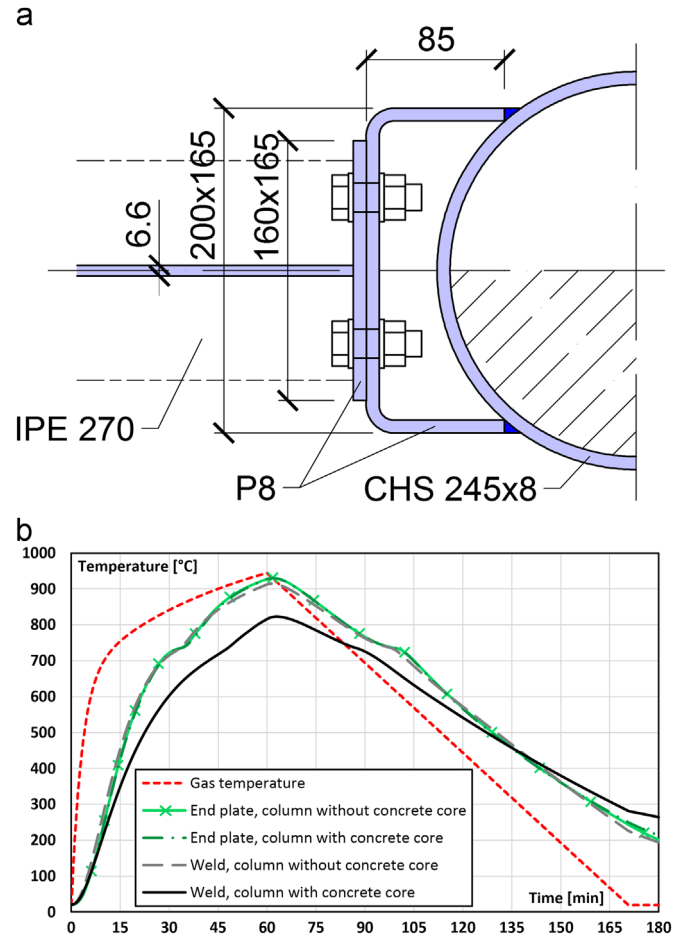 a
85
6.6
200x165
160x165
IPE 270
P8
CHS 245x8
b
Temperature [°C]
1000
900
800
700
600
500
400
300
200
100
0
Gas temperature
End plate, column without concrete core
End plate, column with concrete core
Weld, column without concrete core
Weld, column with concrete core
Time [min]
0 15 30 45 60 75 90 105 120 135 150 165 180